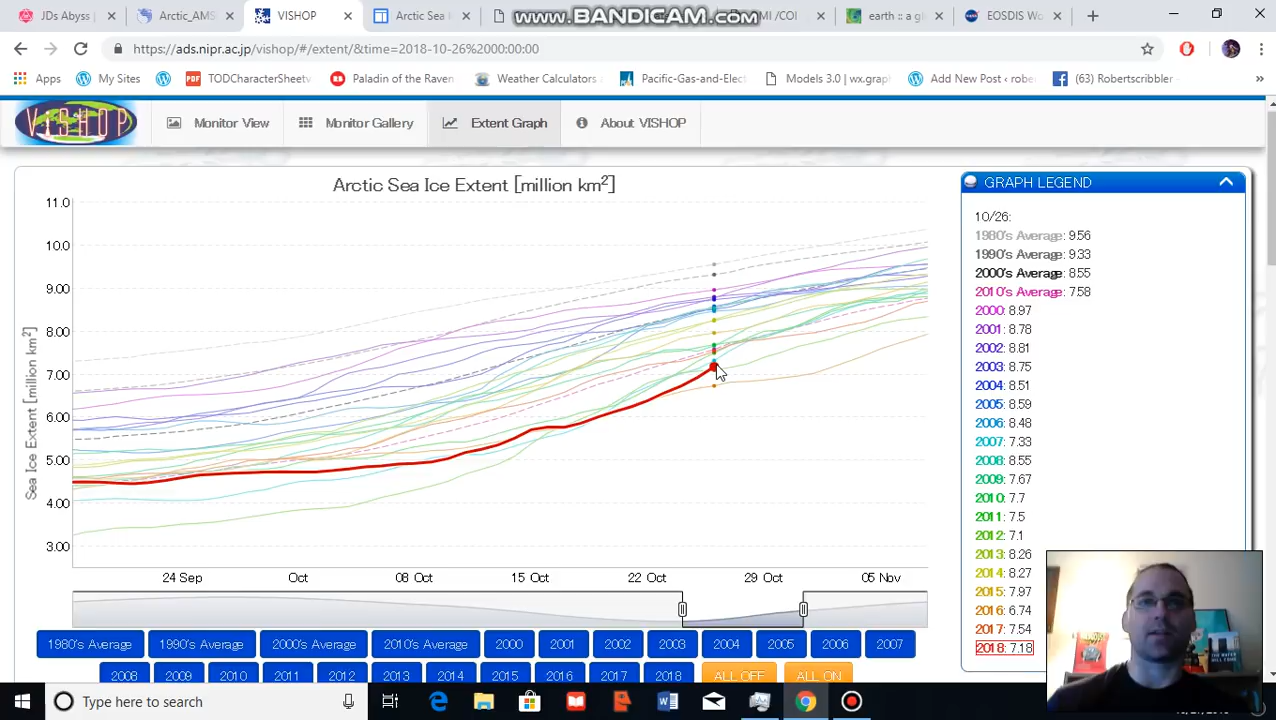 www.BANDICAM.com
JDs Abyss
Arctic_AMS
VISHOP
Arctic Sea Ic
earth :: a gl
EOSDIS Wo
https://ads.nipr.ac.jp/vishop/#/extent/&time=2018-10-26%2000:00:00
Apps My Sites TODCharacterSheetv Paladin of the Raven Weather Calculators Pacific-Gas-and-Elect Models 3.0 | wx.graph Add New Post ‹ rober (63) Robertscribbler »
VISHOP Monitor View Monitor Gallery Extent Graph About VISHOP
Arctic Sea Ice Extent [million km2]
GRAPH LEGEND
10/26:
1980's Average: 9.56
1990's Average: 9.33
2000's Average: 8.55
2010's Average: 7.58
2000: 8.97
2001: 8.78
2002: 8.81
2003: 8.75
2004: 8.51
2005: 8.59
2006: 8.48
2007: 7.33
2008: 8.55
2009: 7.67
2010: 7.7
2011: 7.5
2012: 7.1
2013: 8.26
2014: 8.27
2015: 7.97
2016: 6.74
2017: 7.54
2018: 7.18
Sea Ice Extent [million km2]
11.0
10.0
9.00
8.00
7.00
6.00
5.00
4.00
3.00
24 Sep Oct 08 Oct 15 Oct 22 Oct 29 Oct 05 Nov
1980's Average 1990's Average 2000's Average 2010's Average 2000 2001 2002 2003 2004 2005 2006 2007
2008 2009 2010 2011 2012 2013 2014 2015 2016 2017 2018 ALL OFF ALL ON
Type here to search